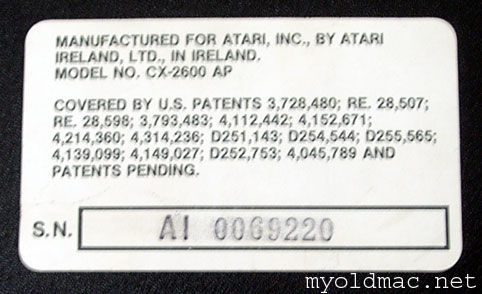 MANUFACTURED FOR ATARI, INC., BY ATARI
IRELAND, LTD., IN IRELAND.
MODEL NO. CX-2600 AP
COVERED BY U.S. PATENTS 3,728,480; RE. 28,507;
RE. 28,598; 3,793,483; 4,112,442; 4,152,671;
4,214,360; 4,314,236; D251,143; D254,544; D255,565;
4,139,099; 4,149,027; D252,753; 4,045,789 AND
PATENTS PENDING.
S.N. AI 0069220
myoldmac.net